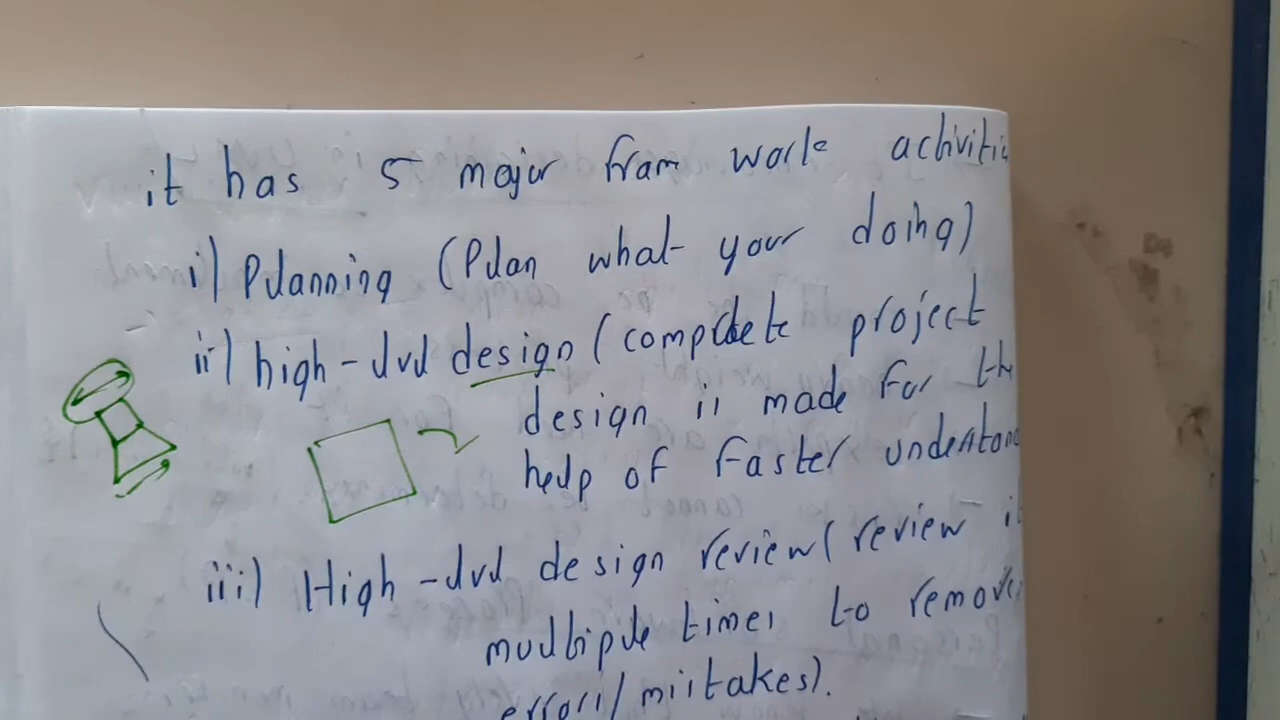 it has 5 major fram work activitie
i) Planning (Plan what your doing)
ii) high-lvl design (complete project
design is made for the
help of faster understand
iii) High-lvl design review (review it
multiple times to remove
errors/mistakes).